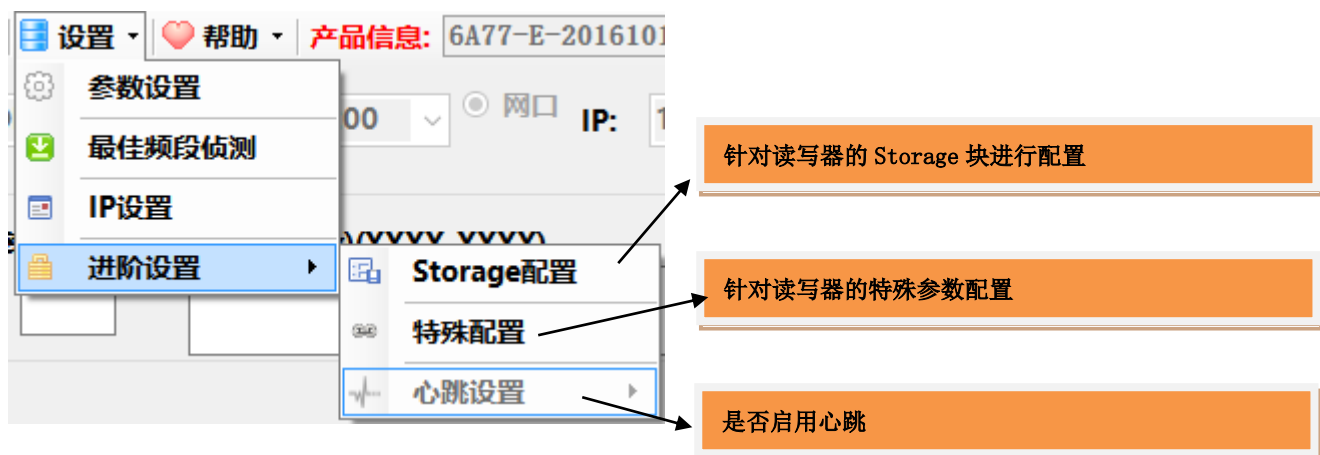 设置 帮助 产品信息: 6A77-E-2016101
参数设置
00 网口 IP: 1
最佳频段侦测
IP设置
进阶设置
Storage配置
特殊配置
心跳设置
针对读写器的 Storage 块进行配置
针对读写器的特殊参数配置
是否启用心跳